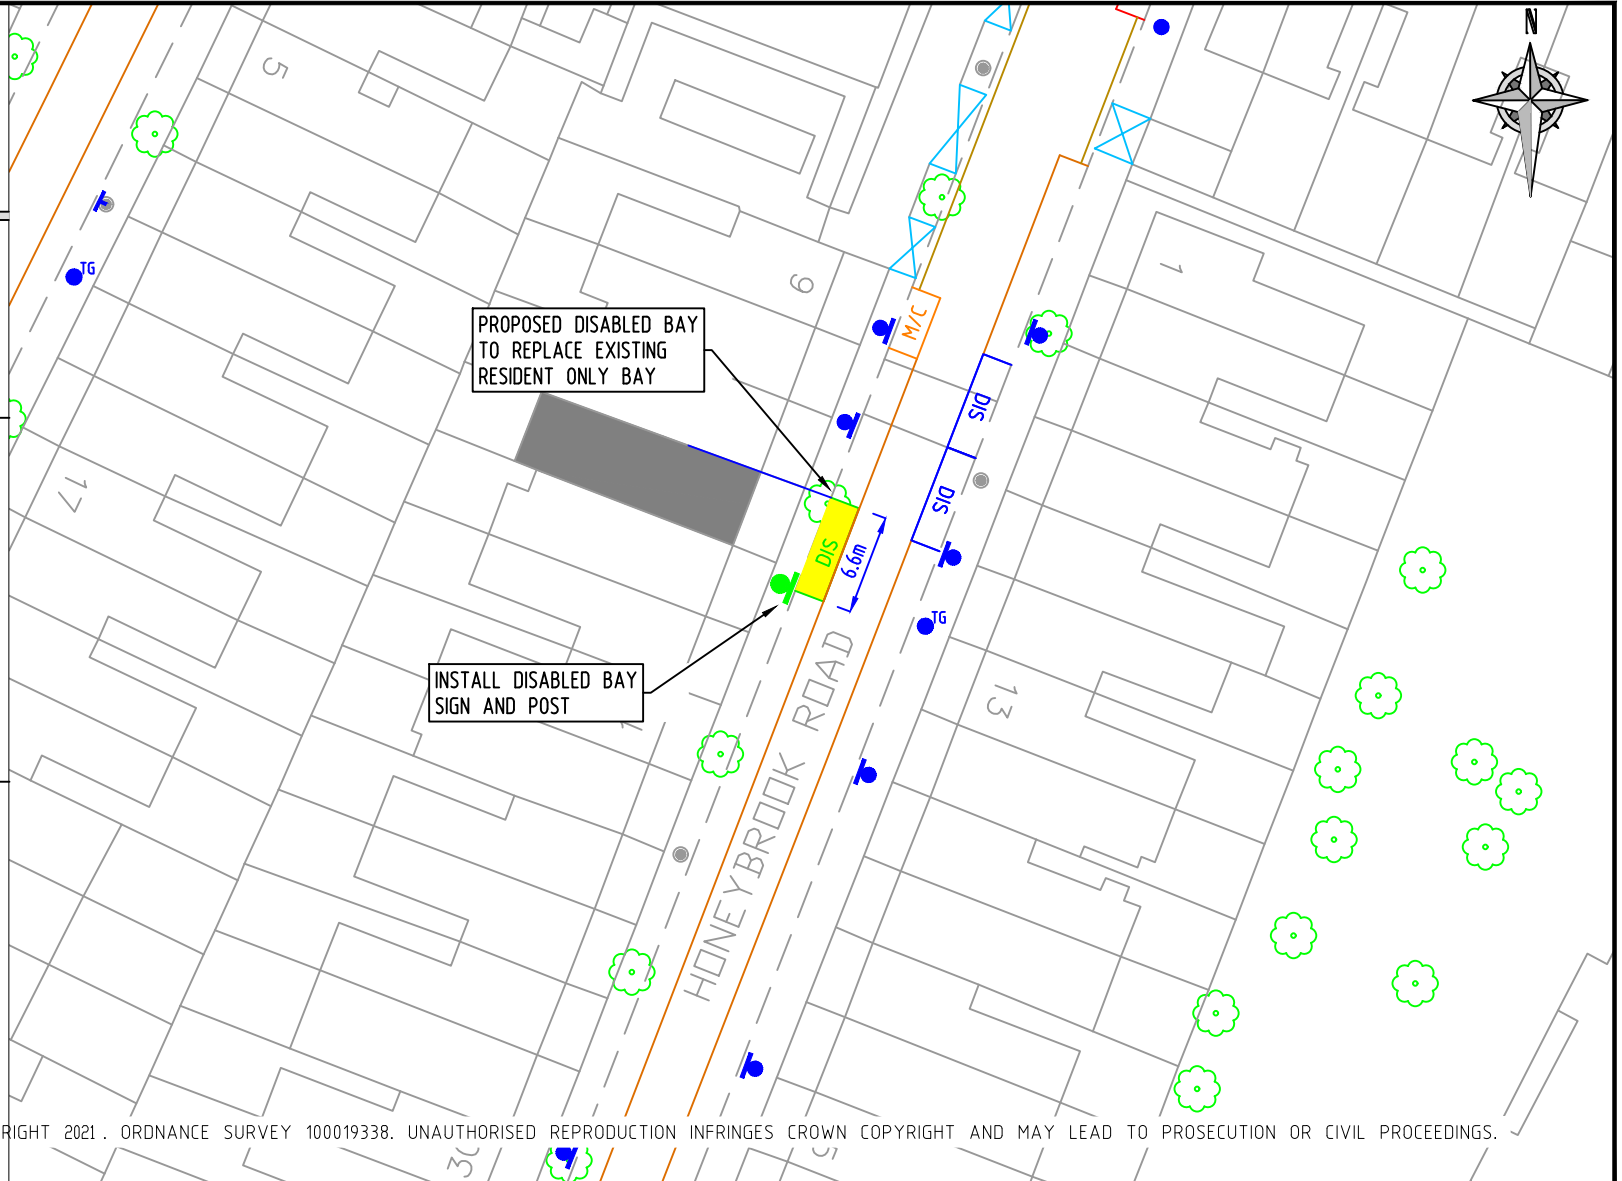 N
5
TG
6
1
M/C
PROPOSED DISABLED BAY
TO REPLACE EXISTING
RESIDENT ONLY BAY
DIS
DIS
17
DIS
6.6m
TG
INSTALL DISABLED BAY
SIGN AND POST
13
HONEYBROOK ROAD
RIGHT 2021. ORDNANCE SURVEY 100019338. UNAUTHORISED REPRODUCTION INFRINGES CROWN COPYRIGHT AND MAY LEAD TO PROSECUTION OR CIVIL PROCEEDINGS.